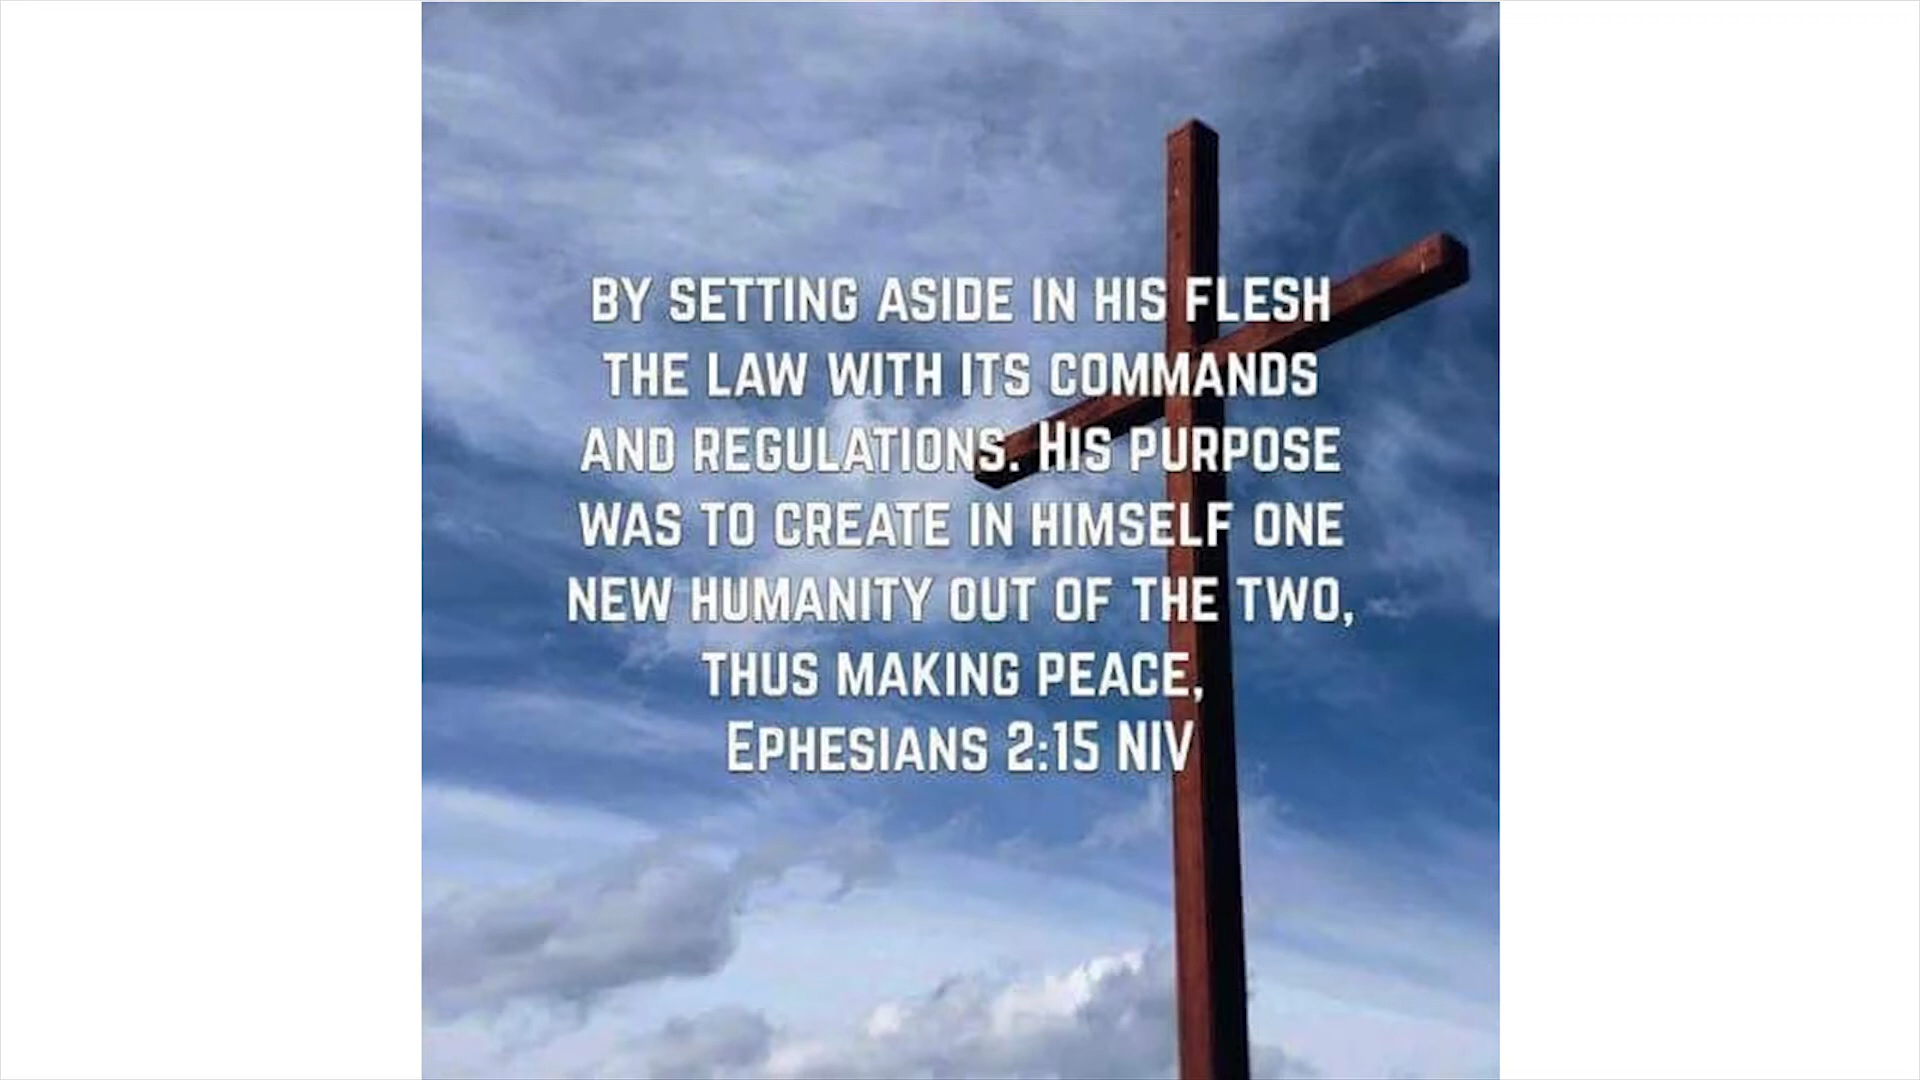 BY SETTING ASIDE IN HIS FLESH
THE LAW WITH ITS COMMANDS
AND REGULATIONS. HIS PURPOSE
WAS TO CREATE IN HIMSELF ONE
NEW HUMANITY OUT OF THE TWO,
THUS MAKING PEACE,
EPHESIANS 2:15 NIV